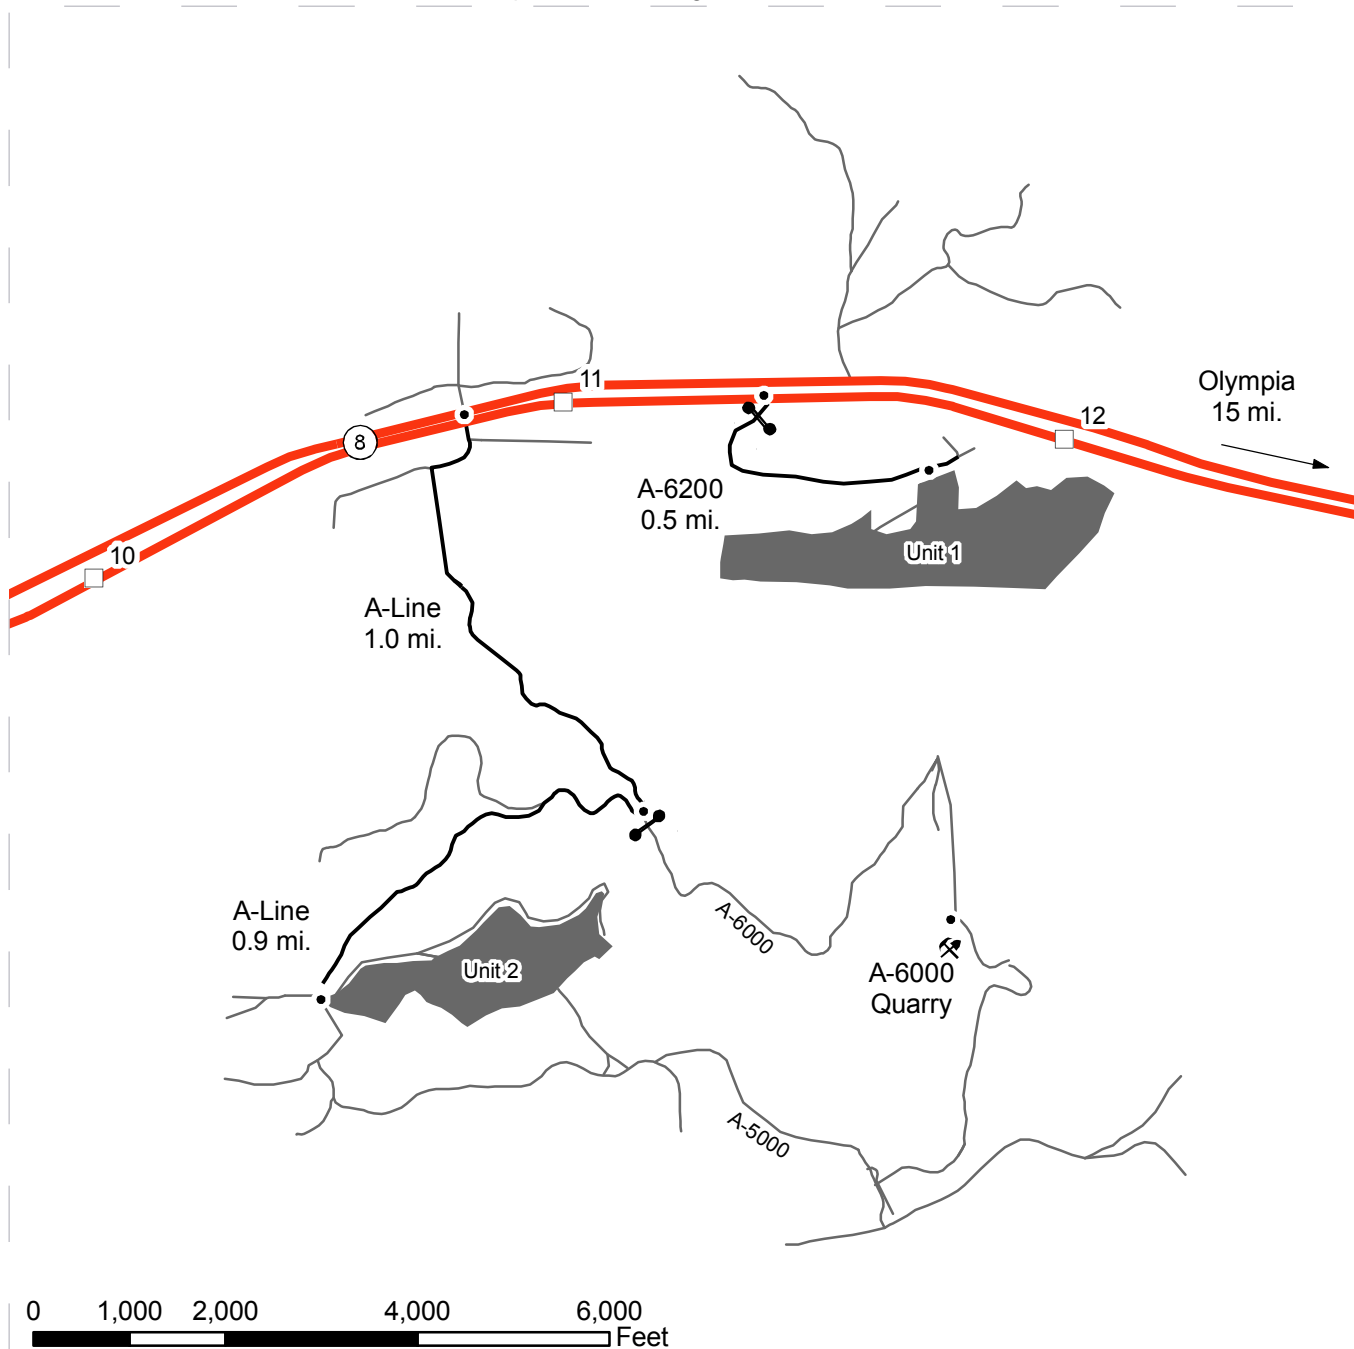 11
Olympia
15 mi.
12
8
A-6200
0.5 mi.
10
Unit 1
A-Line
1.0 mi.
A-Line
0.9 mi.
A-6000
Unit 2
A-6000
Quarry
A-5000
0 1,000 2,000 4,000 6,000
Feet